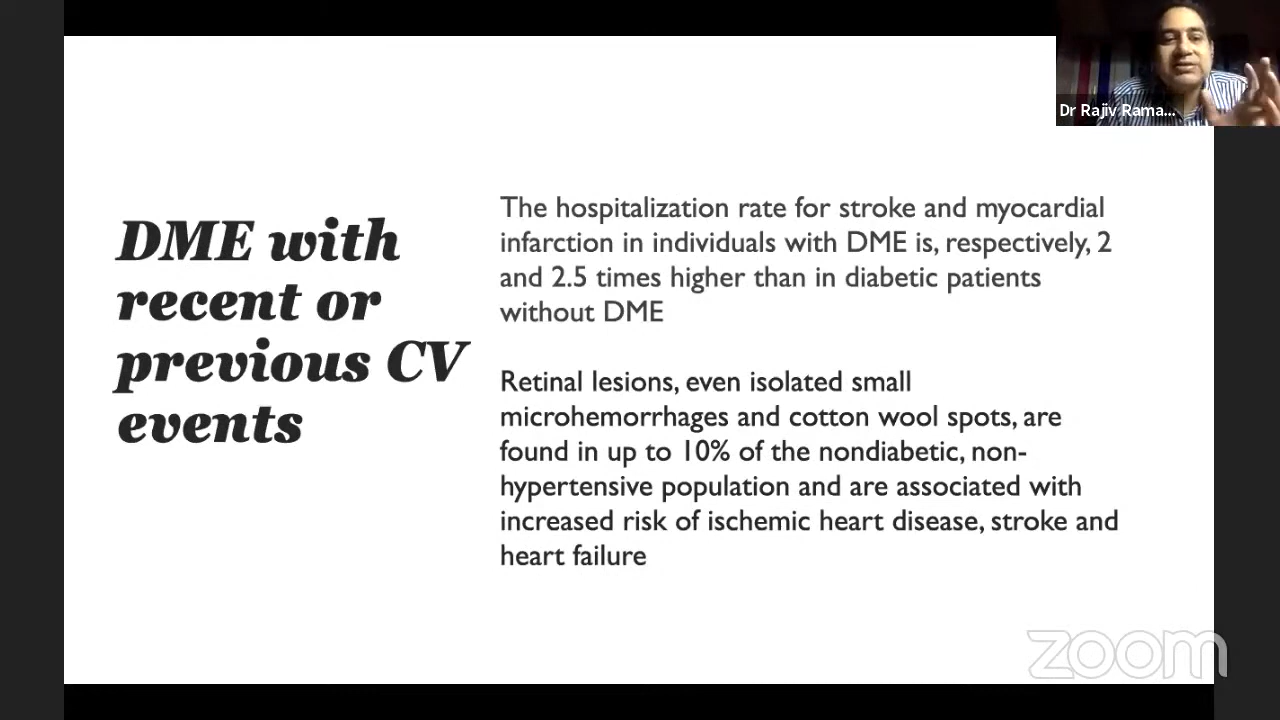 Dr Rajiv Rama...
DME with
recent or
previous CV
events
The hospitalization rate for stroke and myocardial
infarction in individuals with DME is, respectively, 2
and 2.5 times higher than in diabetic patients
without DME
Retinal lesions, even isolated small
microhemorrhages and cotton wool spots, are
found in up to 10% of the nondiabetic, non-
hypertensive population and are associated with
increased risk of ischemic heart disease, stroke and
heart failure
zoom